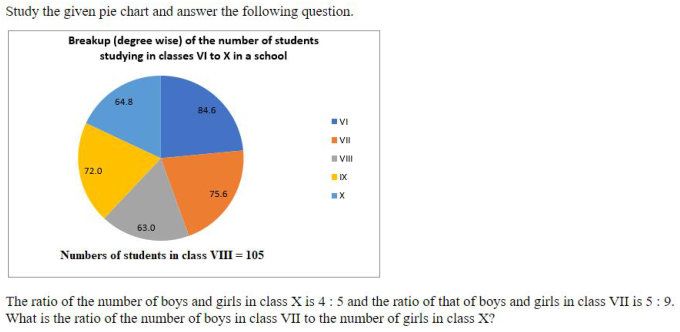 Study the given pie chart and answer the following question.
Breakup (degree wise) of the number of students
studying in classes VI to X in a school
64.8
84.6
72.0
75.6
63.0
VI
VII
VIII
IX
X
Numbers of students in class VIII = 105
The ratio of the number of boys and girls in class X is 4 : 5 and the ratio of that of boys and girls in class VII is 5 : 9.
What is the ratio of the number of boys in class VII to the number of girls in class X?